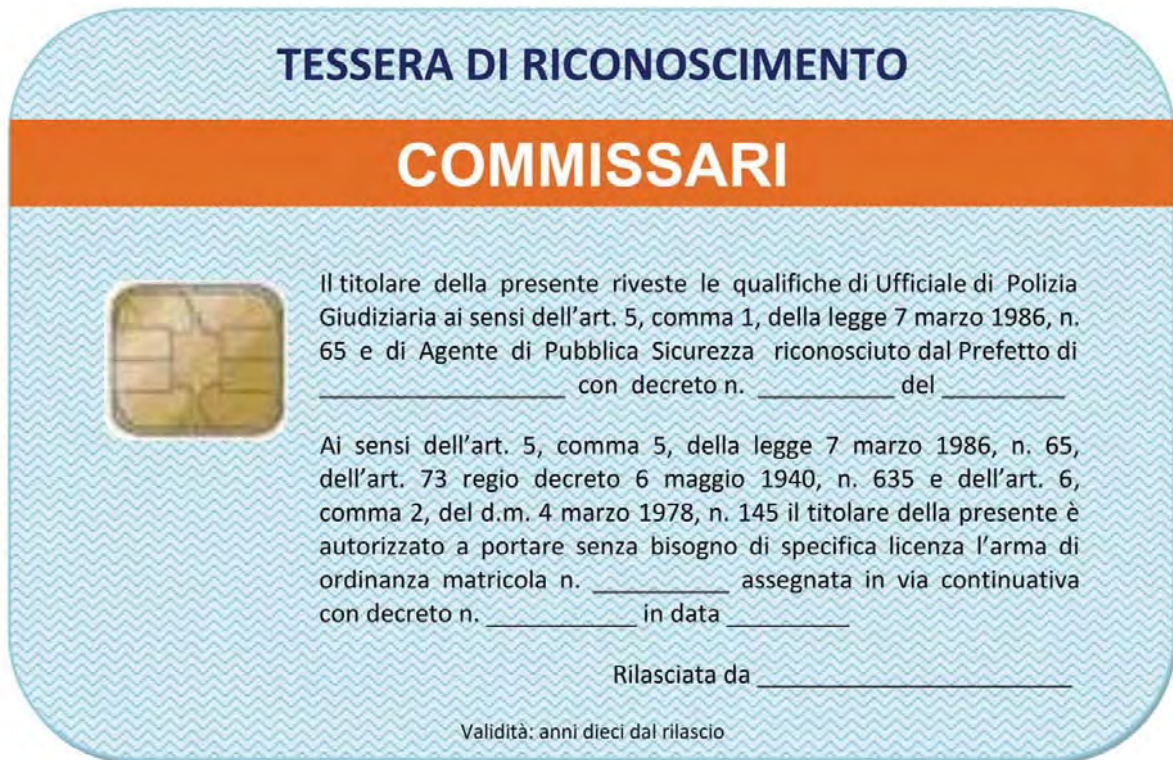 TESSERA DI RICONOSCIMENTO
COMMISSARI
Il titolare della presente riveste le qualifiche di Ufficiale di Polizia
Giudiziaria ai sensi dell’art. 5, comma 1, della legge 7 marzo 1986, n.
65 e di Agente di Pubblica Sicurezza riconosciuto dal Prefetto di
__________________ con decreto n. __________ del _________
Ai sensi dell’art. 5, comma 5, della legge 7 marzo 1986, n. 65,
dell’art. 73 regio decreto 6 maggio 1940, n. 635 e dell’art. 6,
comma 2, del d.m. 4 marzo 1978, n. 145 il titolare della presente è
autorizzato a portare senza bisogno di specifica licenza l’arma di
ordinanza matricola n. __________ assegnata in via continuativa
con decreto n. ___________ in data _________
Rilasciata da _______________________
Validità: anni dieci dal rilascio